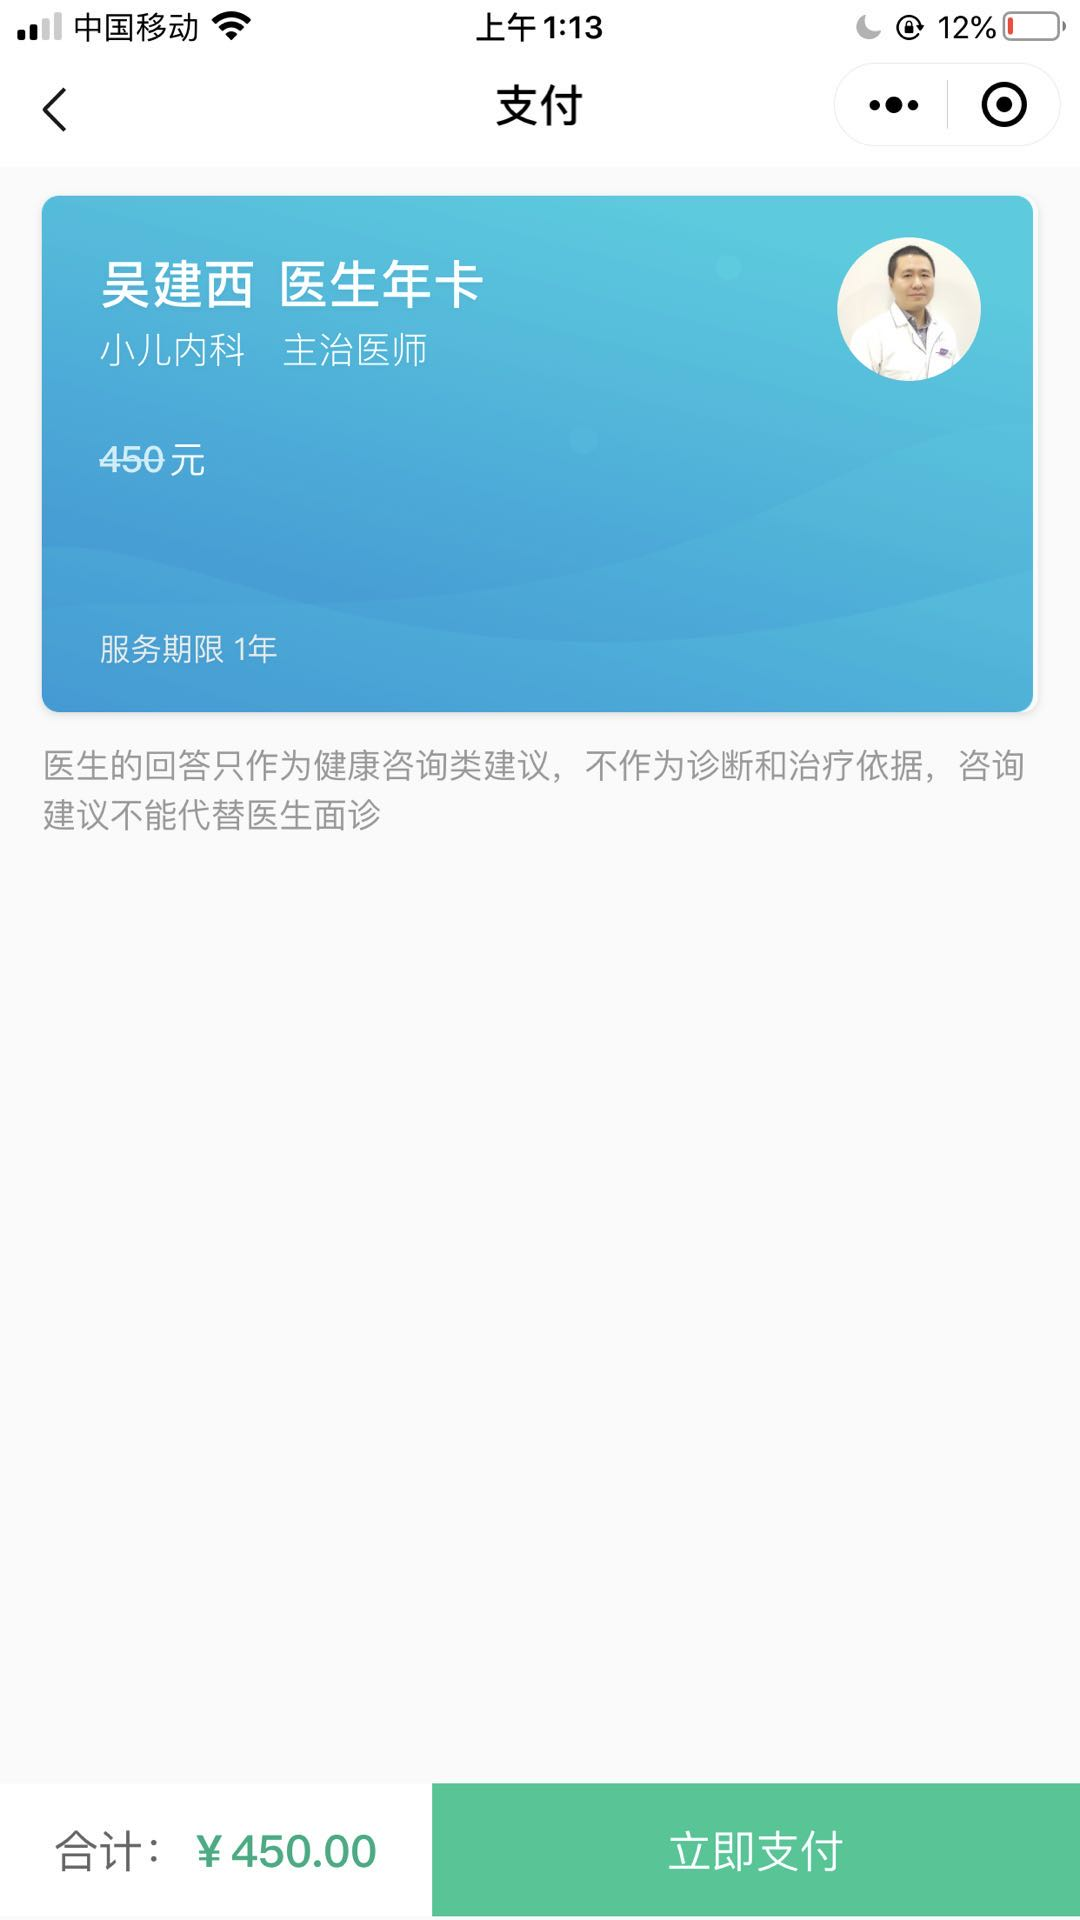 中国移动 上午1:13 12%
支付
吴建西 医生年卡
小儿内科 主治医师
450元
服务期限 1年
医生的回答只作为健康咨询类建议，不作为诊断和治疗依据，咨询
建议不能代替医生面诊
合计： ¥450.00 立即支付